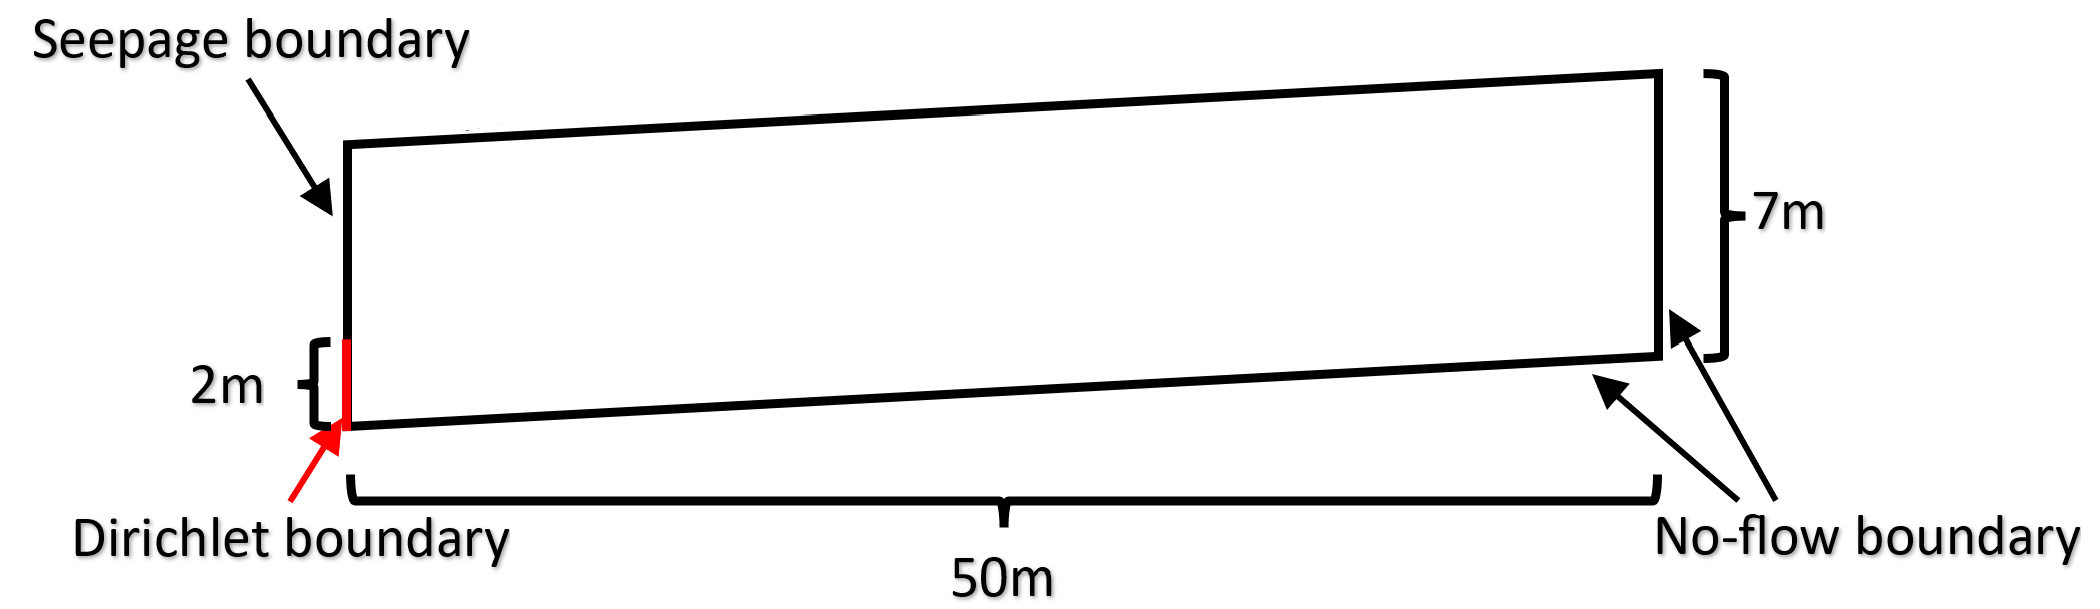 Seepage boundary
7m
2m
Dirichlet boundary
No-flow boundary
50m